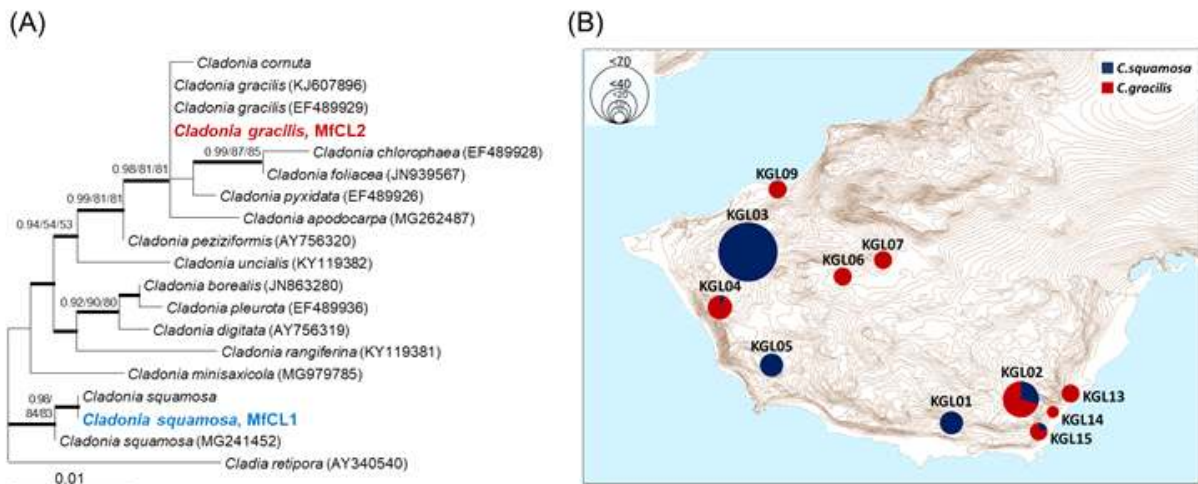 (A)
Cladonia cornuta
Cladonia gracilis (KJ607896)
Cladonia gracilis (EF489929)
Cladonia gracilis, MfCL2
0.99/87/85
Cladonia chlorophaea (EF489928)
0.98/81/81
Cladonia foliacea (JN939567)
Cladonia pyxidata (EF489926)
0.99/81/81
Cladonia apodocarpa (MG262487)
0.94/54/53
Cladonia peziziformis (AY756320)
Cladonia uncialis (KY119382)
Cladonia borealis (JN863280)
0.92/90/80
Cladonia pleurota (EF489936)
Cladonia digitata (AY756319)
Cladonia rangiferina (KY119381)
Cladonia minisaxicola (MG979785)
Cladonia squamosa
0.98/
84/83
Cladonia squamosa, MfCL1
Cladonia squamosa (MG241452)
Cladia retipora (AY340540)
0.01
(B)
<70
<40
C.squamosa
C.gracilis
KGL09
KGL03
KGL07
KGL06
KGL04
KGL05
KGL02
KGL13
KGL01
KGL14
KGL15